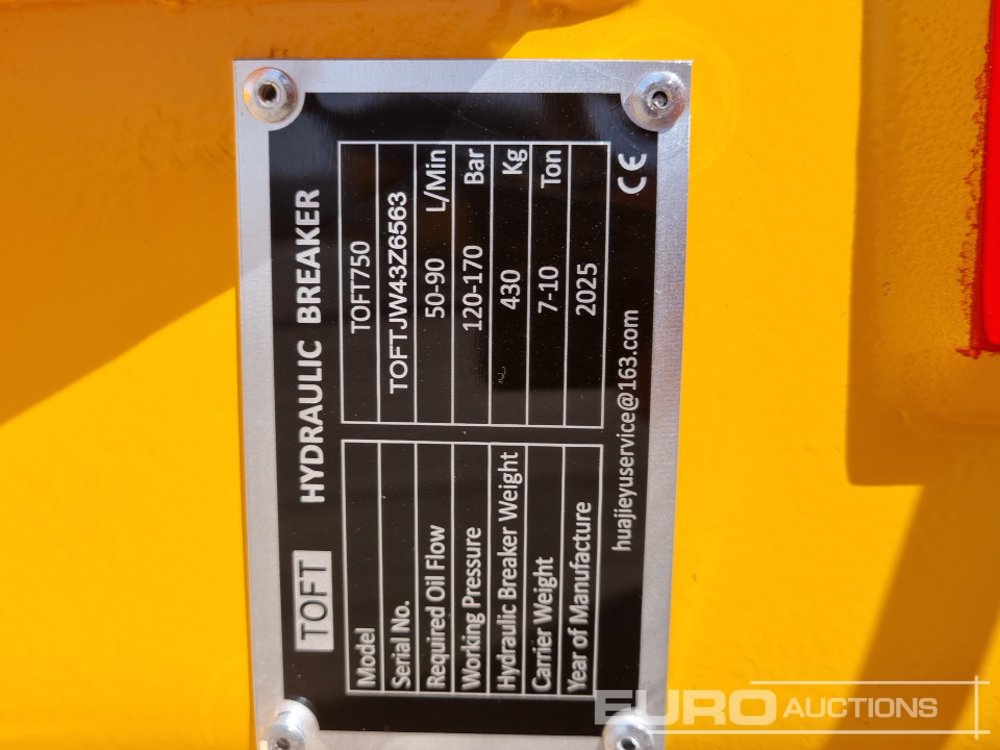 TOFT HYDRAULIC BREAKER
Model TOFT750
Serial No. TOFTJW43Z6563
Required Oil Flow 50-90 L/Min
Working Pressure 120-170 Bar
Hydraulic Breaker Weight 430 Kg
Carrier Weight 7-10 Ton
Year of Manufacture 2025
huajieyuservice@163.com CE
EURO AUCTIONS